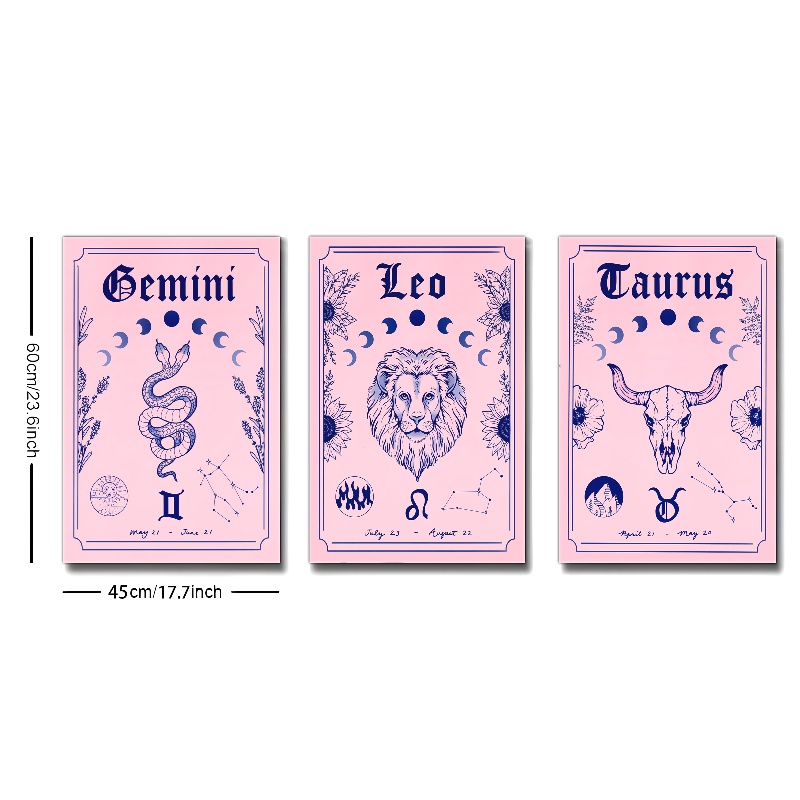 Gemini
May 21 - June 21
Leo
July 23 - August 22
Taurus
April 21 - May 20
60cm/23.6inch
45cm/17.7inch